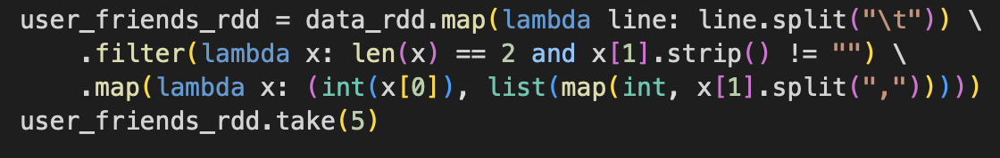 user_friends_rdd = data_rdd.map(lambda line: line.split("\t")) \
    .filter(lambda x: len(x) == 2 and x[1].strip() != "") \
    .map(lambda x: (int(x[0]), list(map(int, x[1].split(",")))))
user_friends_rdd.take(5)